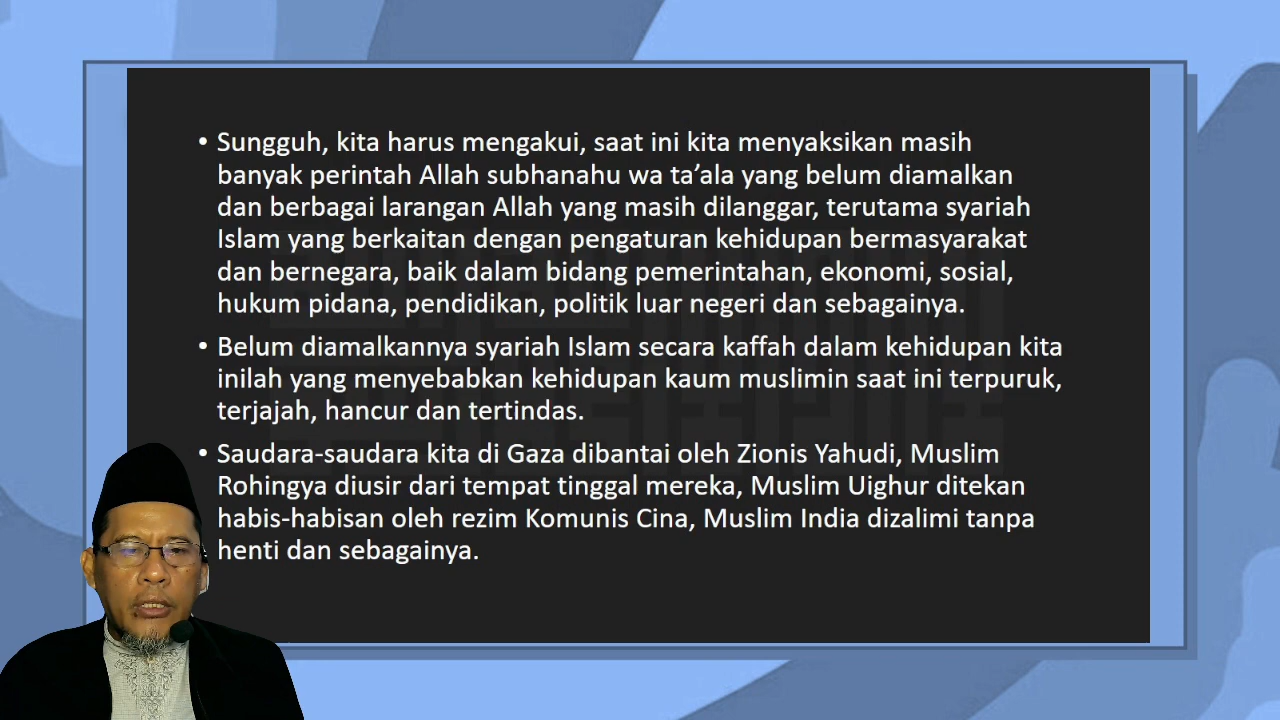 • Sungguh, kita harus mengakui, saat ini kita menyaksikan masih
banyak perintah Allah subhanahu wa ta’ala yang belum diamalkan
dan berbagai larangan Allah yang masih dilanggar, terutama syariah
Islam yang berkaitan dengan pengaturan kehidupan bermasyarakat
dan bernegara, baik dalam bidang pemerintahan, ekonomi, sosial,
hukum pidana, pendidikan, politik luar negeri dan sebagainya.
• Belum diamalkannya syariah Islam secara kaffah dalam kehidupan kita
inilah yang menyebabkan kehidupan kaum muslimin saat ini terpuruk,
terjajah, hancur dan tertindas.
• Saudara-saudara kita di Gaza dibantai oleh Zionis Yahudi, Muslim
Rohingya diusir dari tempat tinggal mereka, Muslim Uighur ditekan
habis-habisan oleh rezim Komunis Cina, Muslim India dizalimi tanpa
henti dan sebagainya.